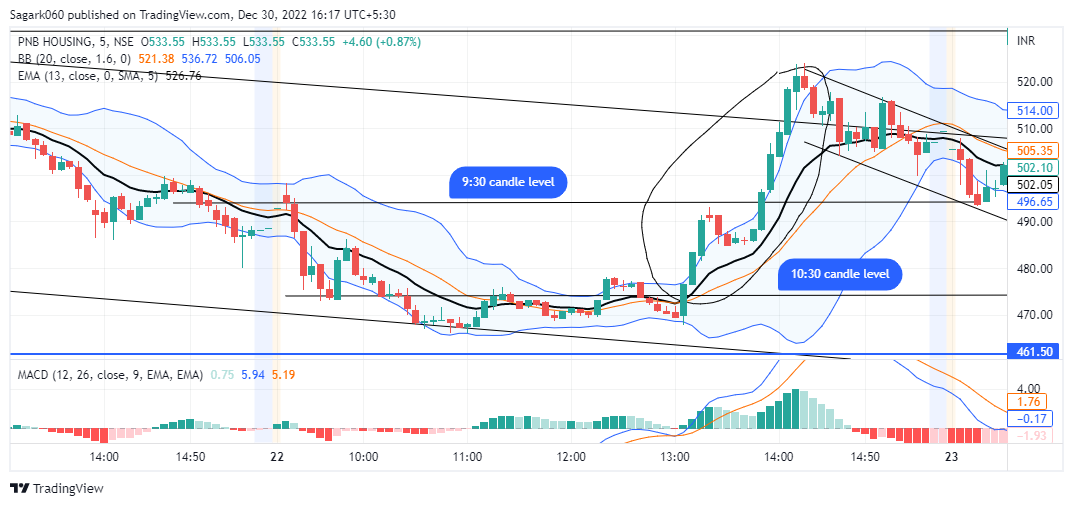 Sagark060 published on TradingView.com, Dec 30, 2022 16:17 UTC+5:30
PNB HOUSING, 5, NSE O533.55 H533.55 L533.55 C533.55 +4.60 (+0.87%)
BB (20, close, 1.6, 0) 521.38 536.72 506.05
EMA (13, close, 0, SMA, 5) 526.76
INR
520.00
514.00
510.00
505.35
502.10
502.05
496.65
490.00
480.00
470.00
461.50
9:30 candle level
10:30 candle level
MACD (12, 26, close, 9, EMA, EMA) 0.75 5.94 5.19
4.00
1.76
−0.17
−1.93
14:00 14:50 22 10:00 11:00 12:00 13:00 14:00 14:50 23
TradingView